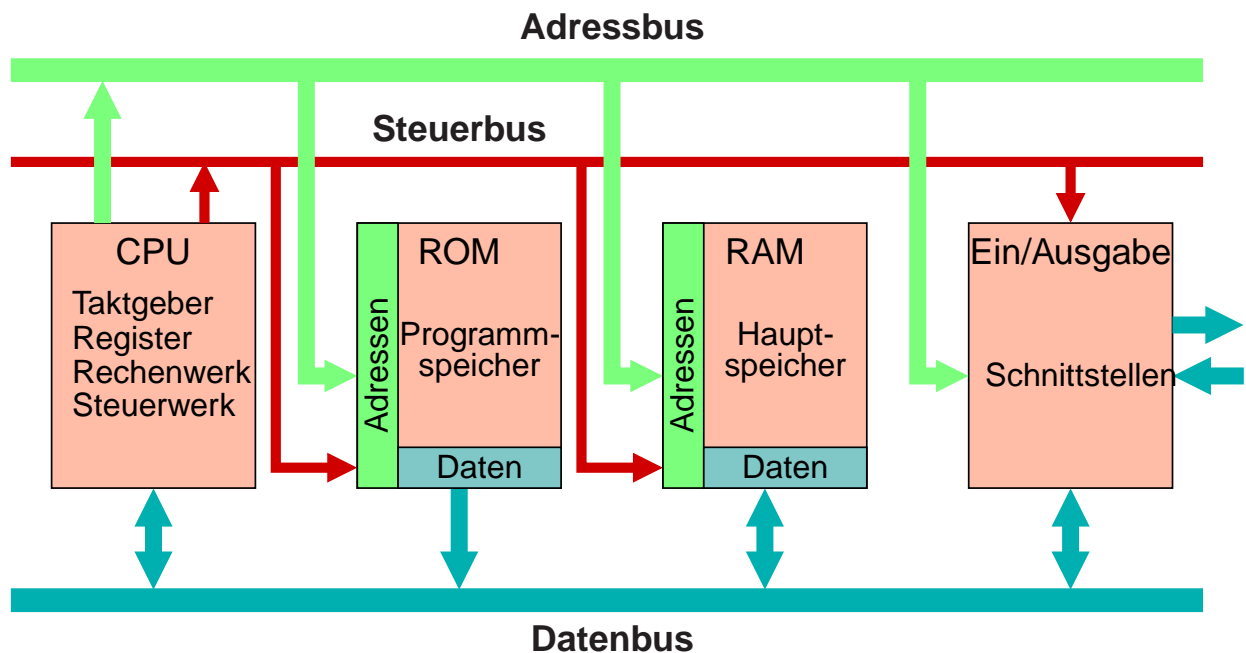 Adressbus
Steuerbus
CPU
Taktgeber
Register
Rechenwerk
Steuerwerk
Adressen
ROM
Programm-
speicher
Daten
Adressen
RAM
Haupt-
speicher
Daten
Ein/Ausgabe
Schnittstellen
Datenbus